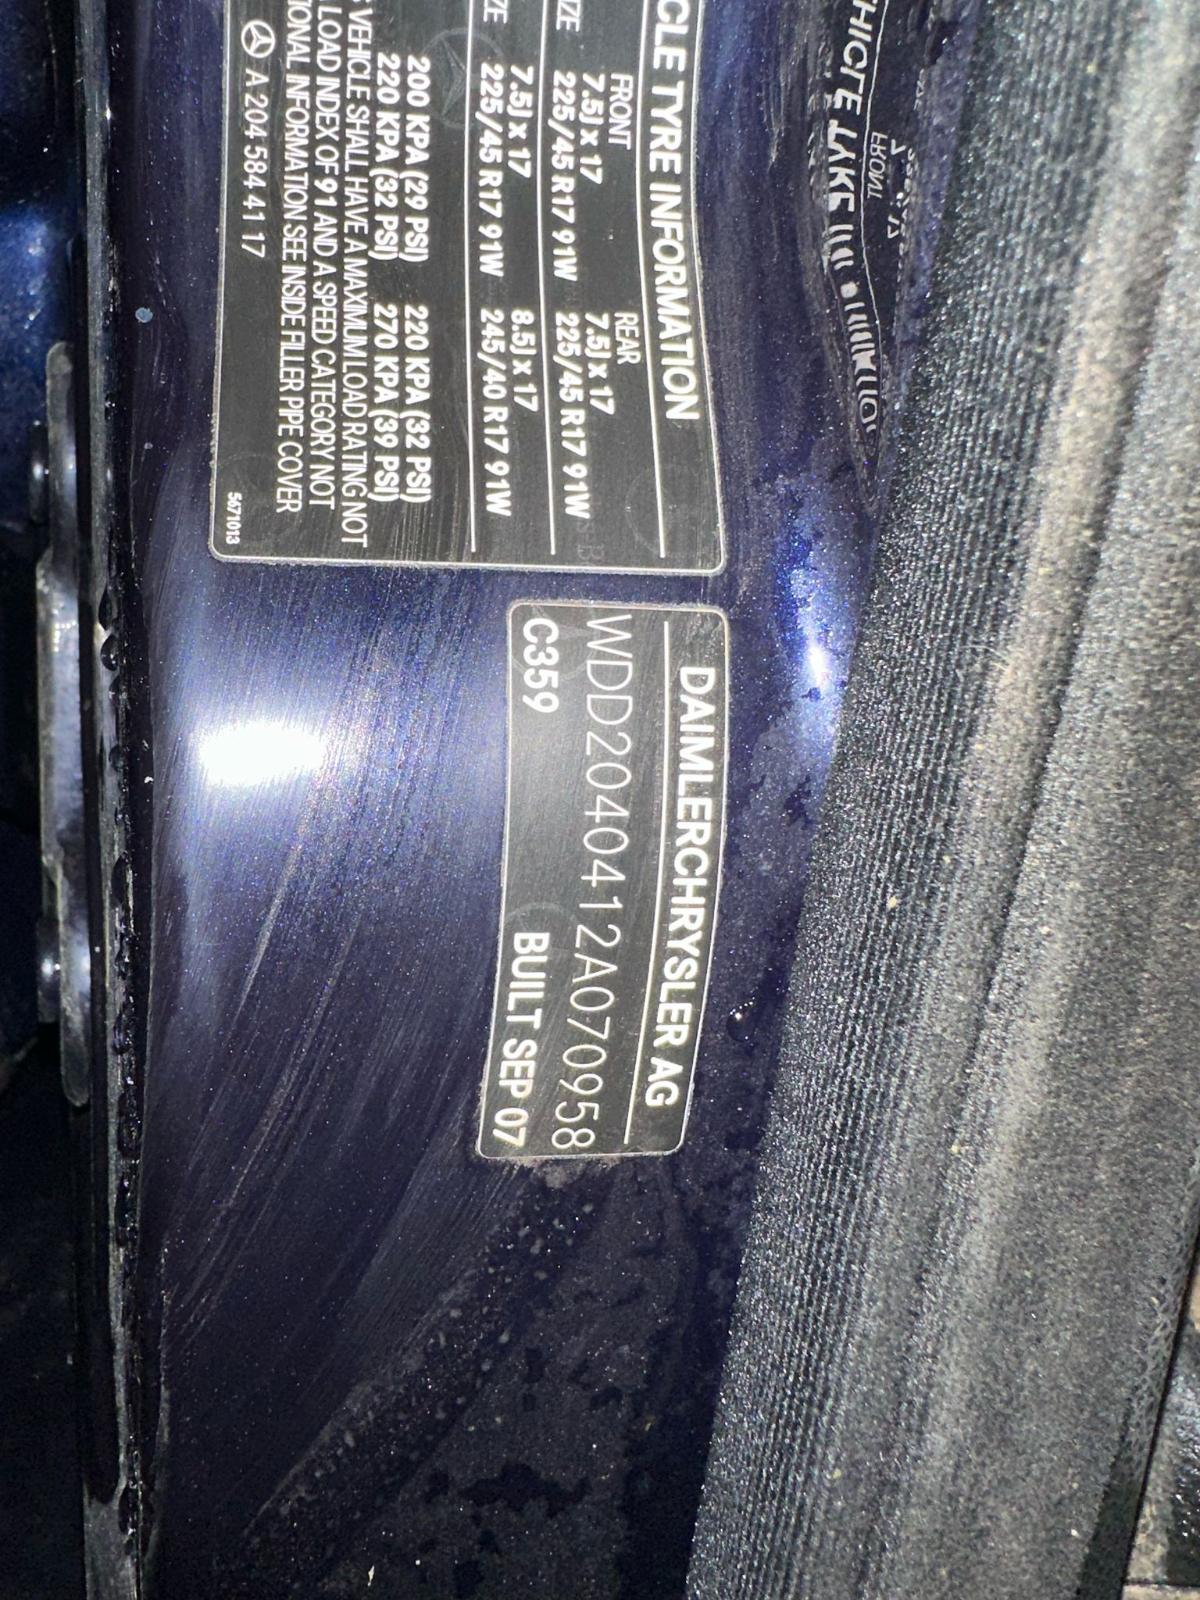 CLE TYRE INFORMATION
FRONT REAR
7.5J x 17 7.5J x 17
ZE 225/45 R17 91W 225/45 R17 91W
7.5J x 17 8.5J x 17
ZE 225/45 R17 91W 245/40 R17 91W
200 KPA (29 PSI) 220 KPA (32 PSI)
220 KPA (32 PSI) 270 KPA (39 PSI)
S VEHICLE SHALL HAVE A MAXIMUM LOAD RATING NOT
LOAD INDEX OF 91 AND A SPEED CATEGORY NOT
IONAL INFORMATION SEE INSIDE FILLER PIPE COVER
A 204 584 41 17 5671013
DAIMLERCHRYSLER AG
WDD2040412A070958
C359 BUILT SEP 07